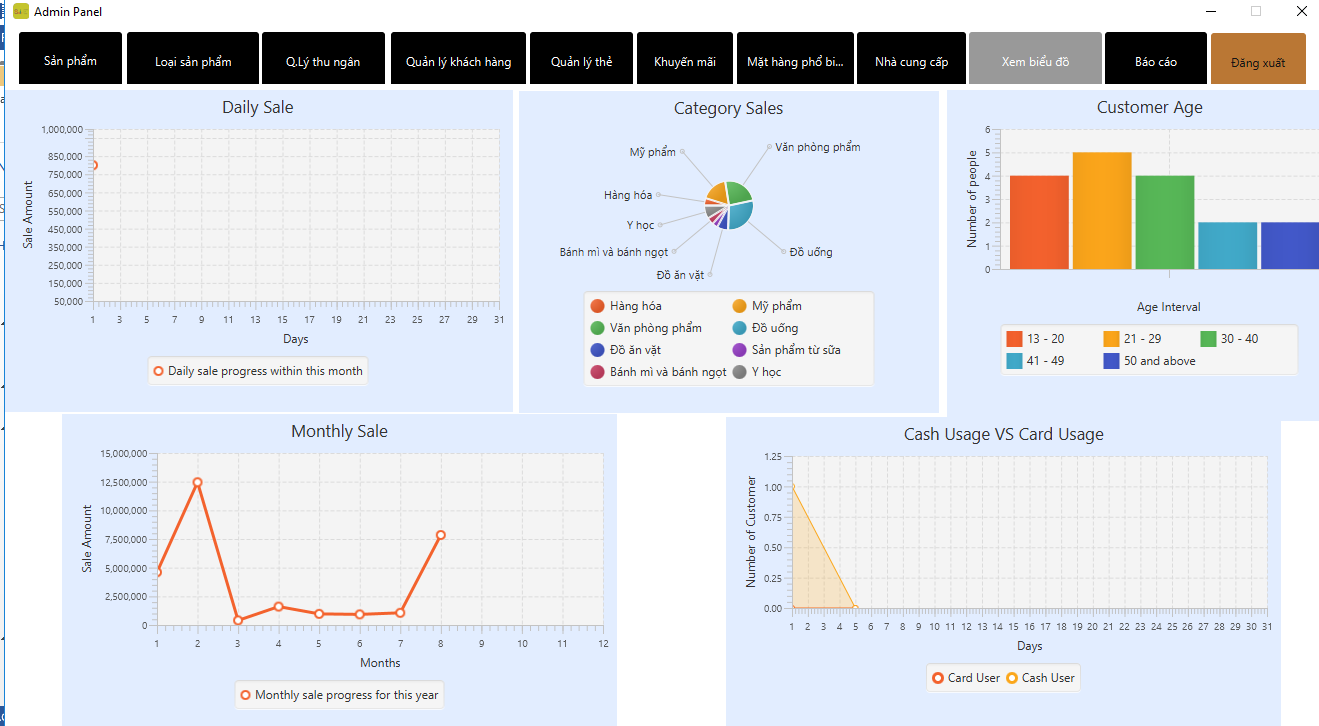 Admin Panel
Sản phẩm
Loại sản phẩm
Q.Lý thu ngân
Quản lý khách hàng
Quản lý thẻ
Khuyến mãi
Mặt hàng phổ bi...
Nhà cung cấp
Xem biểu đồ
Báo cáo
Đăng xuất
Daily Sale
1,000,000
850,000
750,000
650,000
550,000
450,000
350,000
250,000
150,000
50,000
Sale Amount
1 3 5 7 9 11 13 15 17 19 21 23 25 27 29 31
Days
Daily sale progress within this month
Category Sales
Mỹ phẩm
Văn phòng phẩm
Hàng hóa
Y học
Bánh mì và bánh ngọt
Đồ uống
Đồ ăn vặt
Hàng hóa Mỹ phẩm
Văn phòng phẩm Đồ uống
Đồ ăn vặt Sản phẩm từ sữa
Bánh mì và bánh ngọt Y học
Customer Age
6
5
4
3
2
1
0
Number of people
Age Interval
13 - 20 21 - 29 30 - 40
41 - 49 50 and above
Monthly Sale
15,000,000
12,500,000
10,000,000
7,500,000
5,000,000
2,500,000
0
Sale Amount
1 2 3 4 5 6 7 8 9 10 11 12
Months
Monthly sale progress for this year
Cash Usage VS Card Usage
1.25
1.00
0.75
0.50
0.25
0.00
Number of Customer
1 2 3 4 5 6 7 8 9 10 11 12 13 14 15 16 17 18 19 20 21 22 23 24 25 26 27 28 29 30 31
Days
Card User Cash User